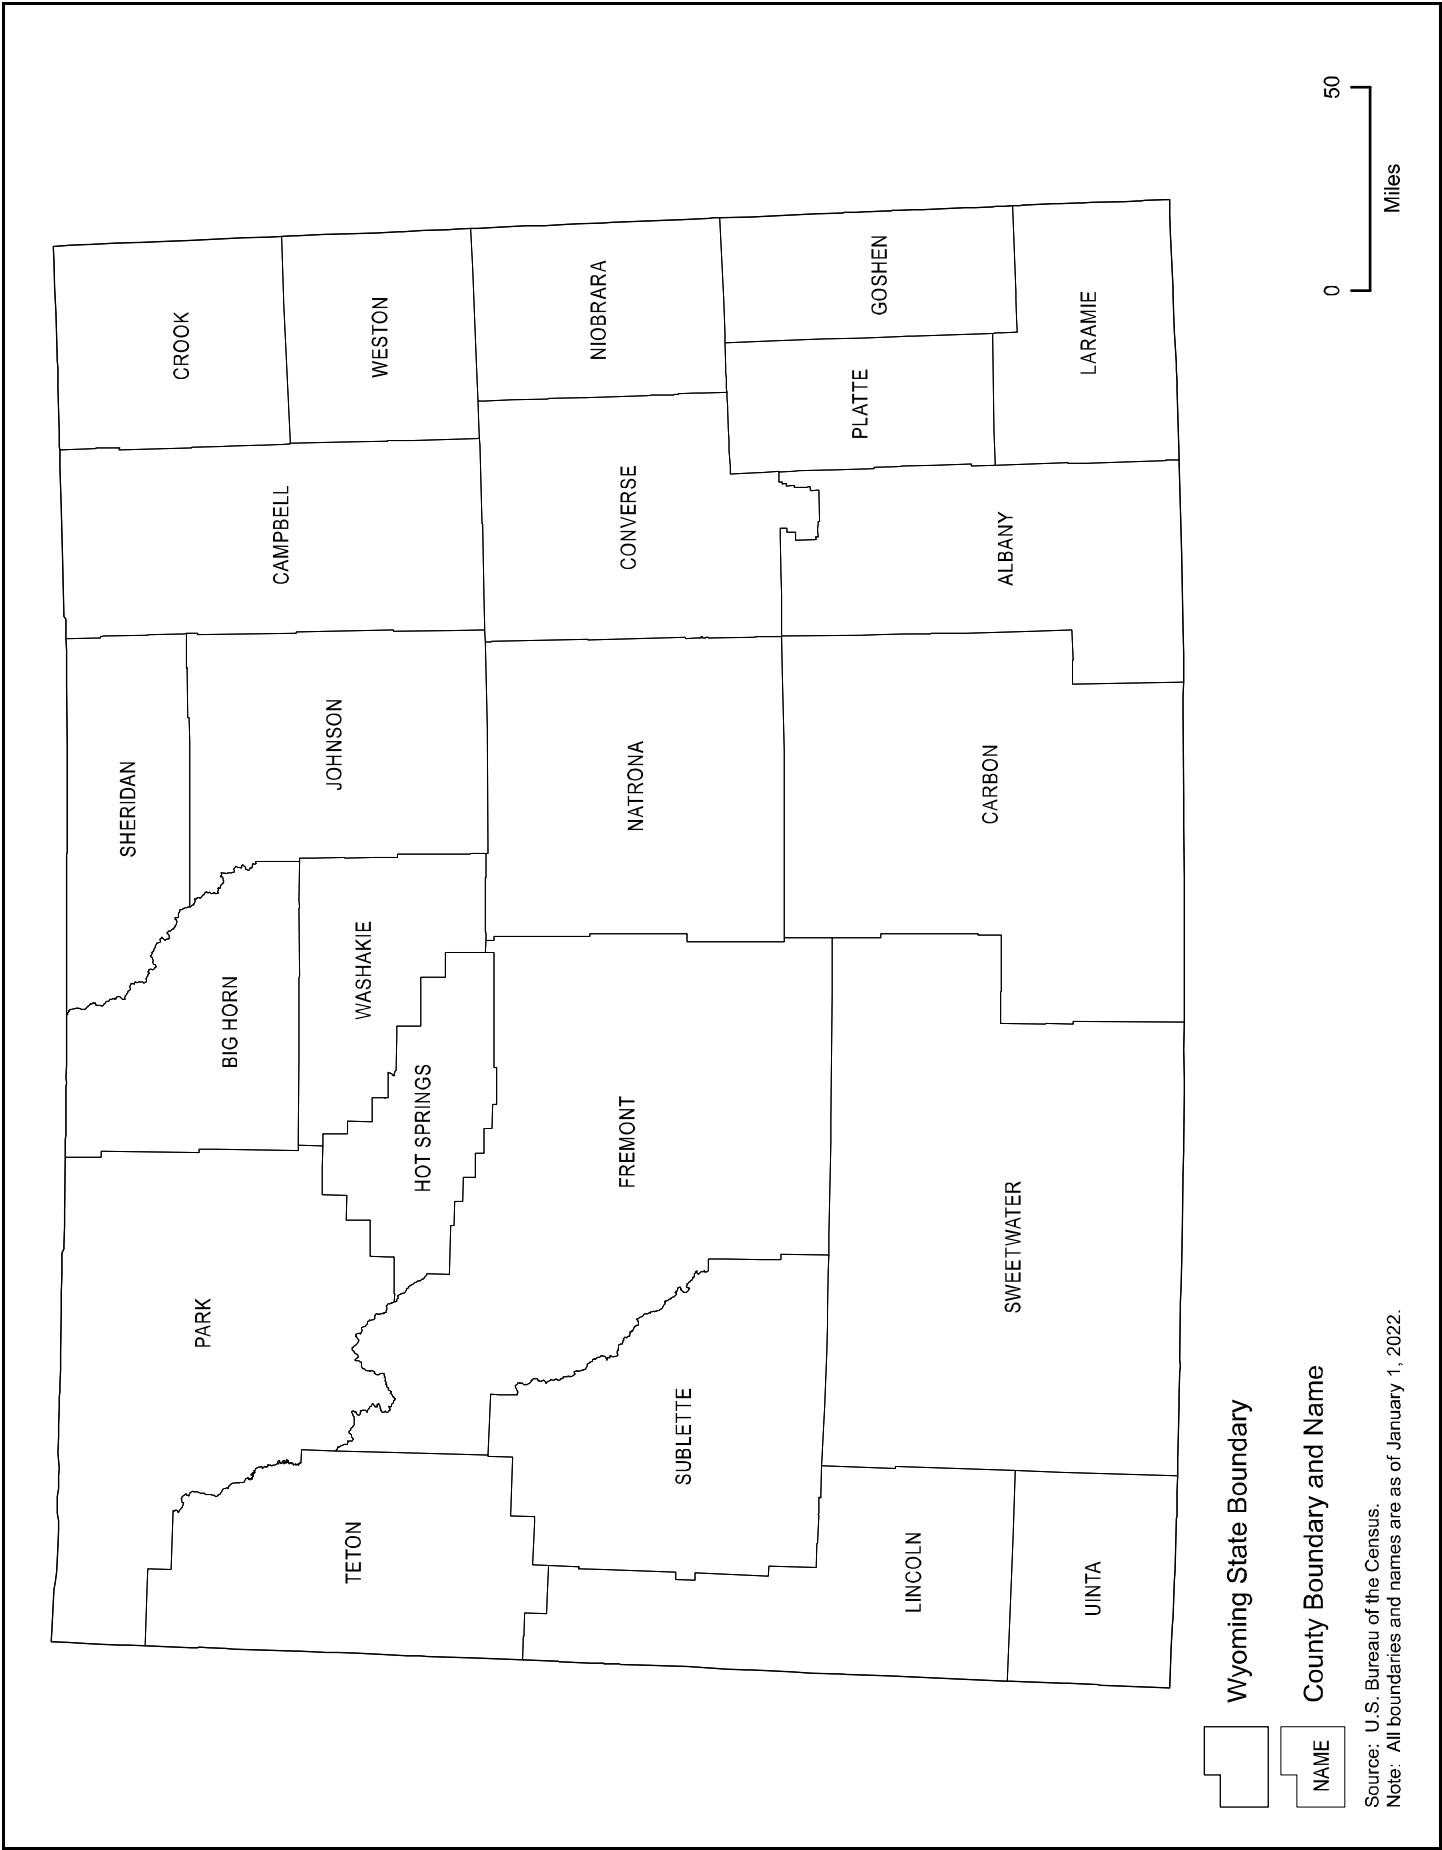 PARK
BIG HORN
SHERIDAN
CAMPBELL
CROOK
TETON
WASHAKIE
JOHNSON
WESTON
HOT SPRINGS
SUBLETTE
FREMONT
NATRONA
CONVERSE
NIOBRARA
LINCOLN
SWEETWATER
CARBON
ALBANY
PLATTE
GOSHEN
UINTA
LARAMIE
Wyoming State Boundary
NAME County Boundary and Name
0 50
Miles
Source: U.S. Bureau of the Census.
Note: All boundaries and names are as of January 1, 2022.